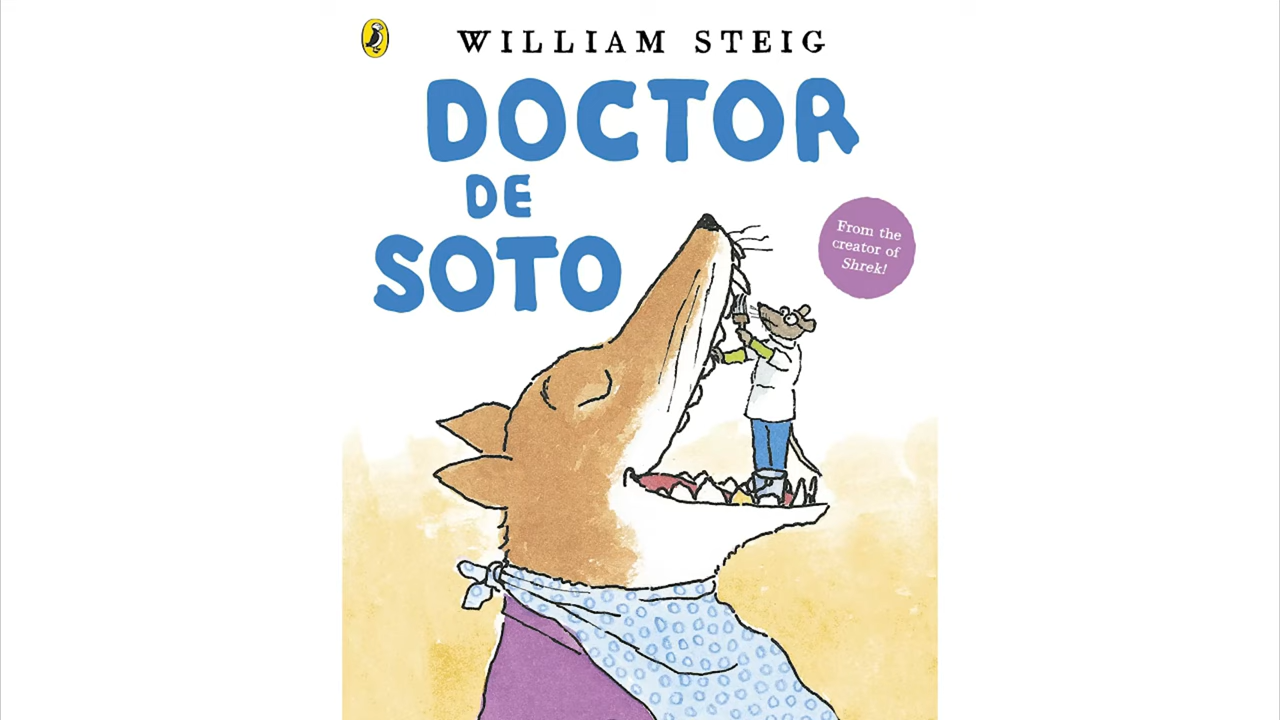 WILLIAM STEIG
DOCTOR
DE
SOTO
From the
creator of
Shrek!